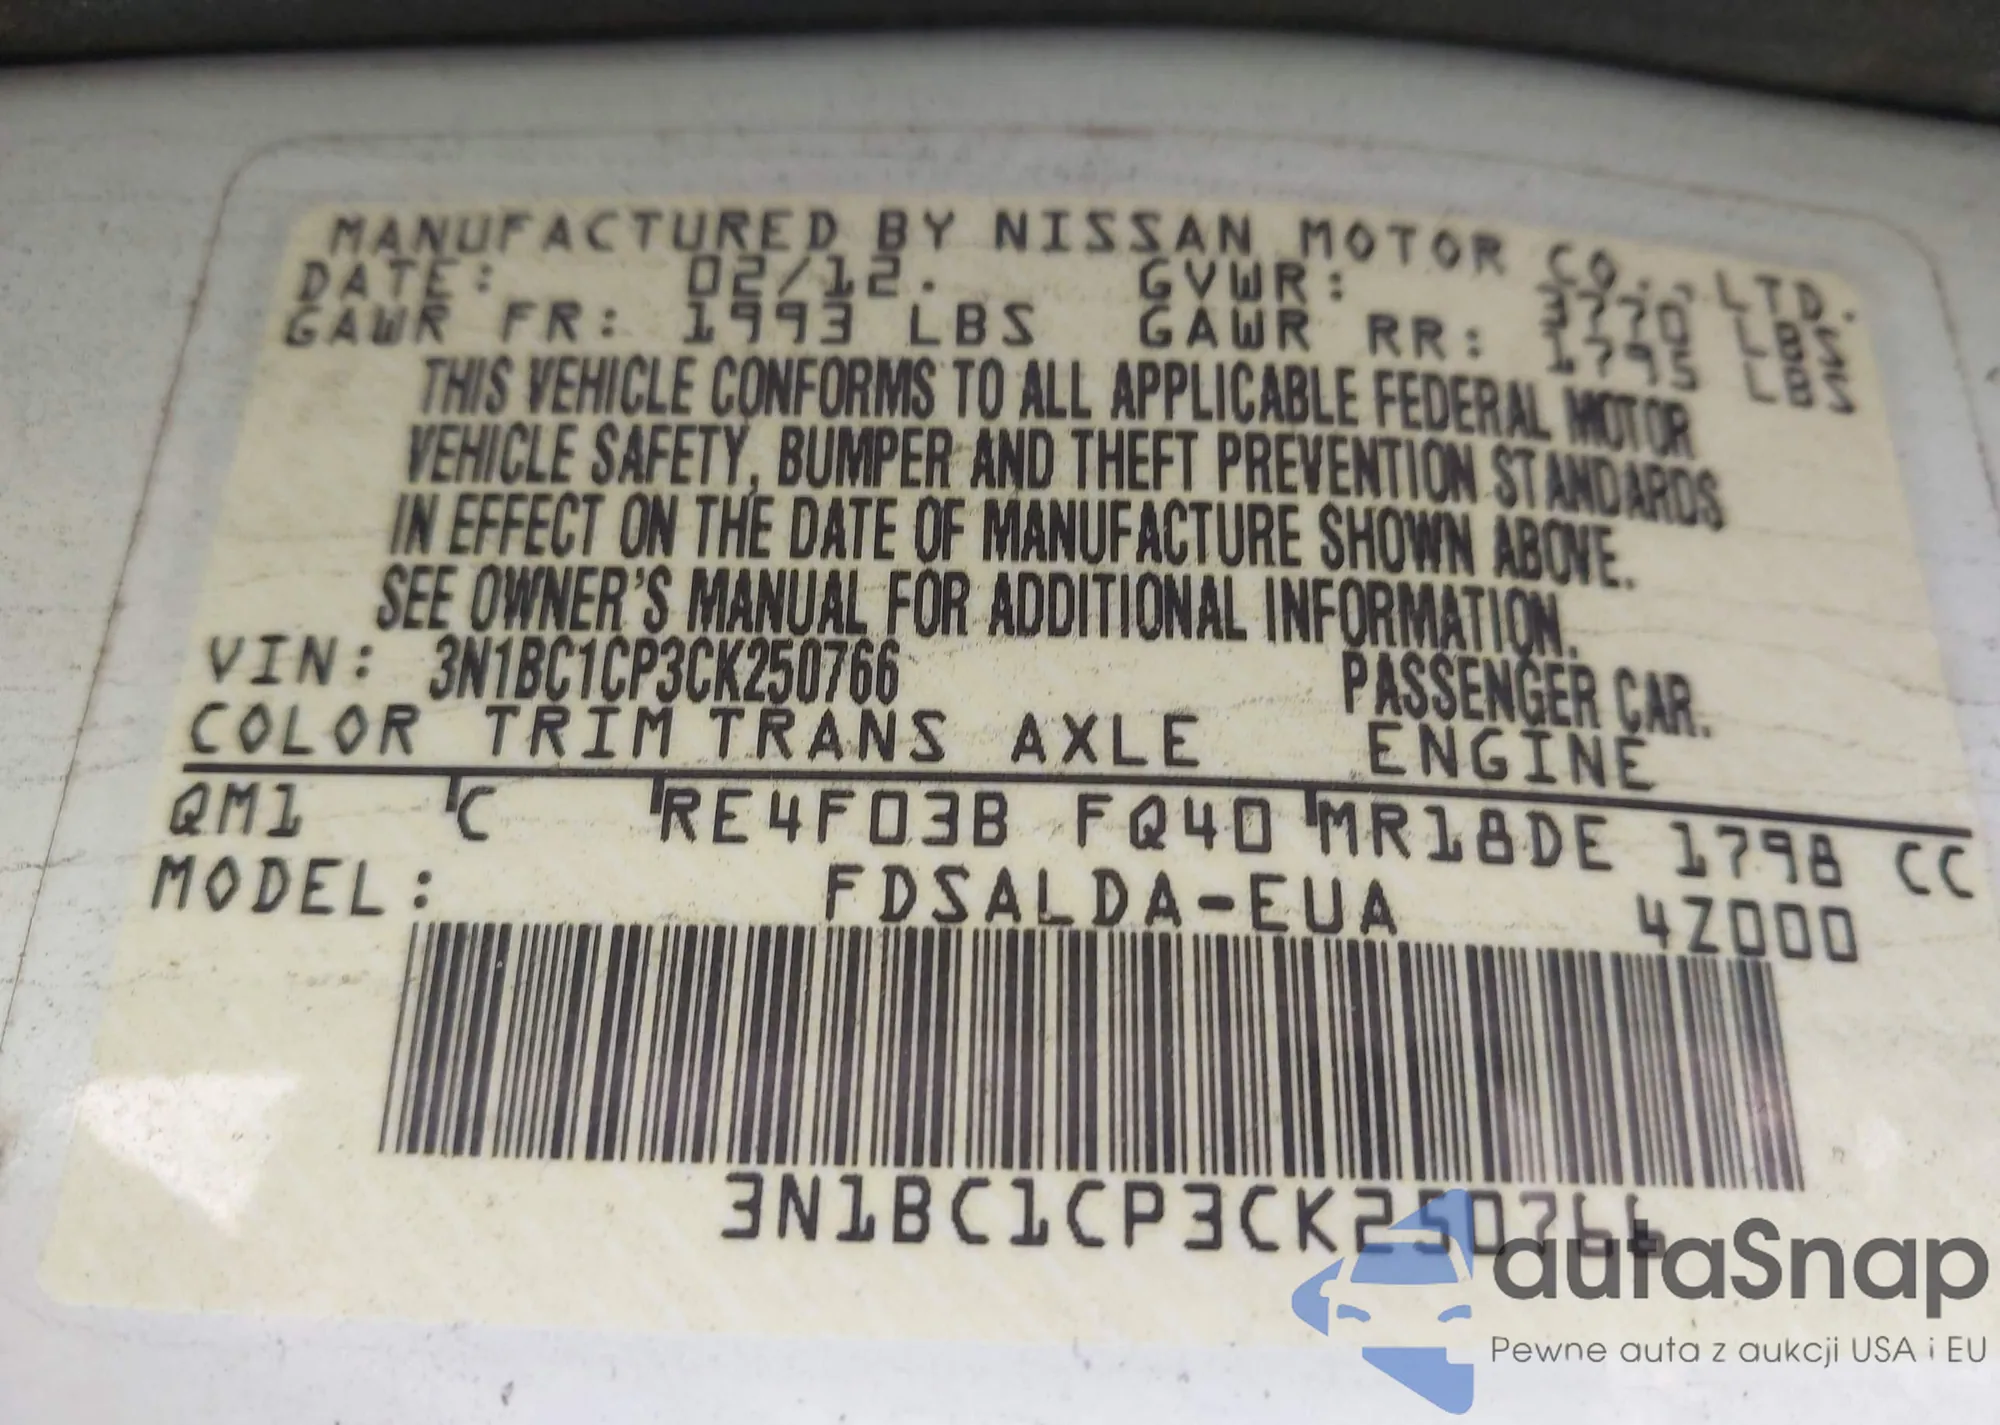 MANUFACTURED BY NISSAN MOTOR CO., LTD.
DATE: 02/12. GVWR: 3770 LBS
GAWR FR: 1993 LBS GAWR RR: 1795 LBS
THIS VEHICLE CONFORMS TO ALL APPLICABLE FEDERAL MOTOR
VEHICLE SAFETY, BUMPER AND THEFT PREVENTION STANDARDS
IN EFFECT ON THE DATE OF MANUFACTURE SHOWN ABOVE.
SEE OWNER'S MANUAL FOR ADDITIONAL INFORMATION.
VIN: 3N1BC1CP3CK250766 PASSENGER CAR.
COLOR TRIM TRANS AXLE ENGINE
QM1 C RE4F03B FQ40 MR18DE 1798 CC
MODEL: FDSALDA-EUA 4Z000
3N1BC1CP3CK250766
autaSnap
Pewne auta z aukcji USA i EU